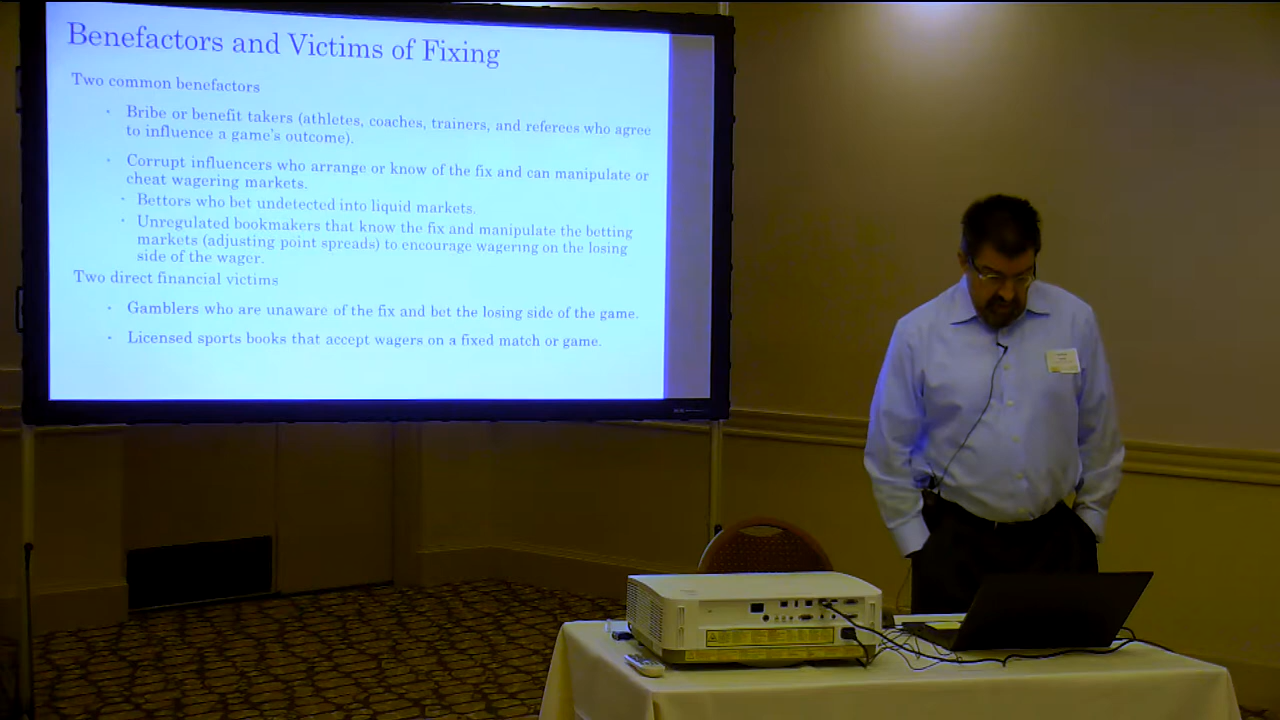 Benefactors and Victims of Fixing
Two common benefactors
• Bribe or benefit takers (athletes, coaches, trainers, and referees who agree
to influence a game's outcome).
• Corrupt influencers who arrange or know of the fix and can manipulate or
cheat wagering markets.
• Bettors who bet undetected into liquid markets.
• Unregulated bookmakers that know the fix and manipulate the betting
markets (adjusting point spreads) to encourage wagering on the losing
side of the wager.
Two direct financial victims
• Gamblers who are unaware of the fix and bet the losing side of the game.
• Licensed sports books that accept wagers on a fixed match or game.